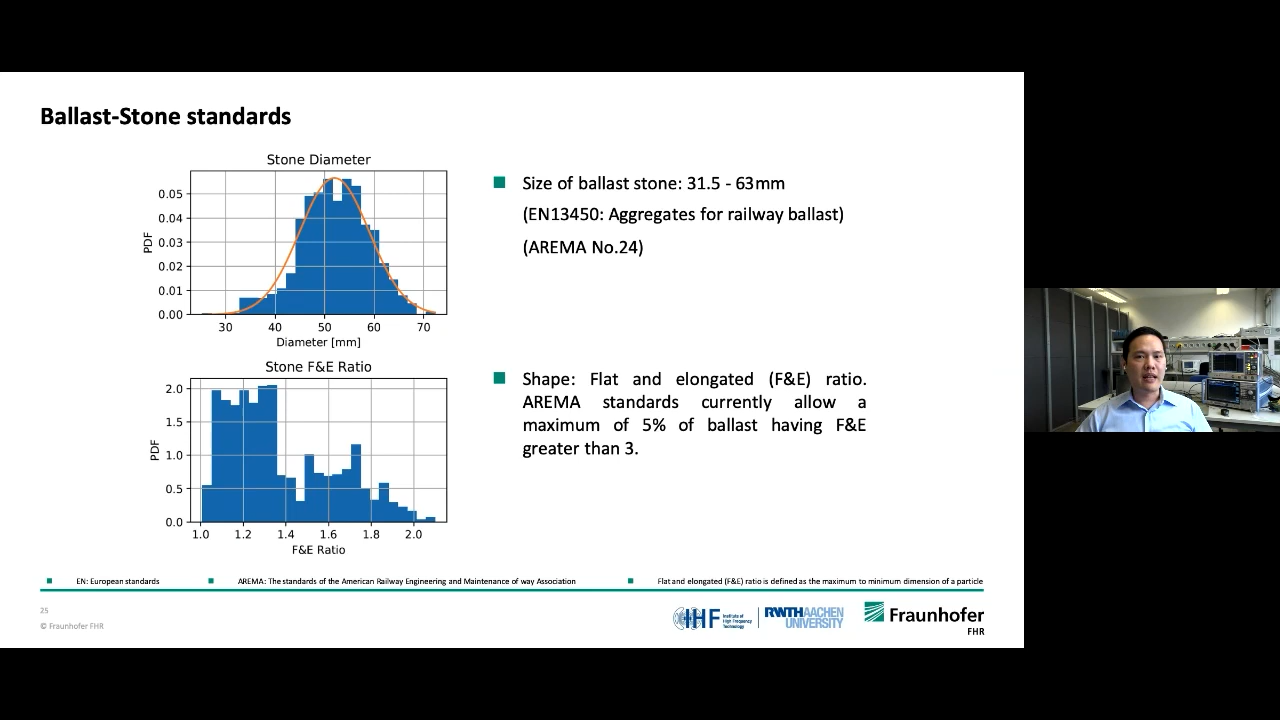 Ballast-Stone standards
Stone Diameter
0.05
0.04
0.03
0.02
0.01
0.00
PDF
30 40 50 60 70
Diameter [mm]
Size of ballast stone: 31.5 - 63mm
(EN13450: Aggregates for railway ballast)
(AREMA No.24)
Stone F&E Ratio
2.0
1.5
1.0
0.5
0.0
PDF
1.0 1.2 1.4 1.6 1.8 2.0
F&E Ratio
Shape: Flat and elongated (F&E) ratio.
AREMA standards currently allow a
maximum of 5% of ballast having F&E
greater than 3.
EN: European standards
AREMA: The standards of the American Railway Engineering and Maintenance of way Association
Flat and elongated (F&E) ratio is defined as the maximum to minimum dimension of a particle
25
© Fraunhofer FHR
IHF
Institute of
High Frequency
Technology
RWTHAACHEN
UNIVERSITY
Fraunhofer
FHR